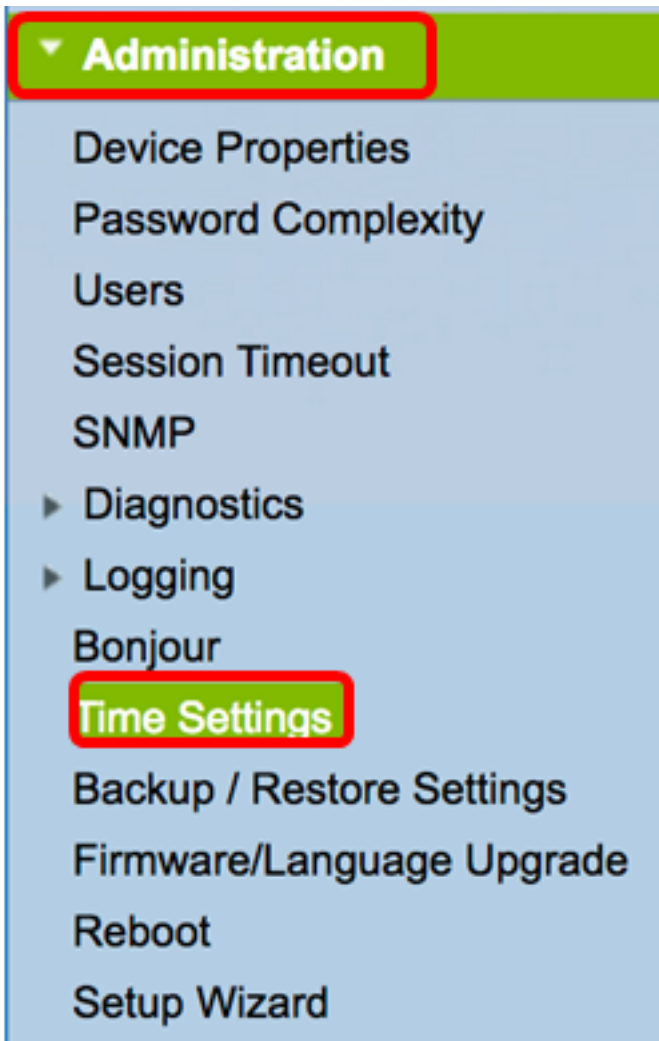 Administration
Device Properties
Password Complexity
Users
Session Timeout
SNMP
Diagnostics
Logging
Bonjour
Time Settings
Backup / Restore Settings
Firmware/Language Upgrade
Reboot
Setup Wizard